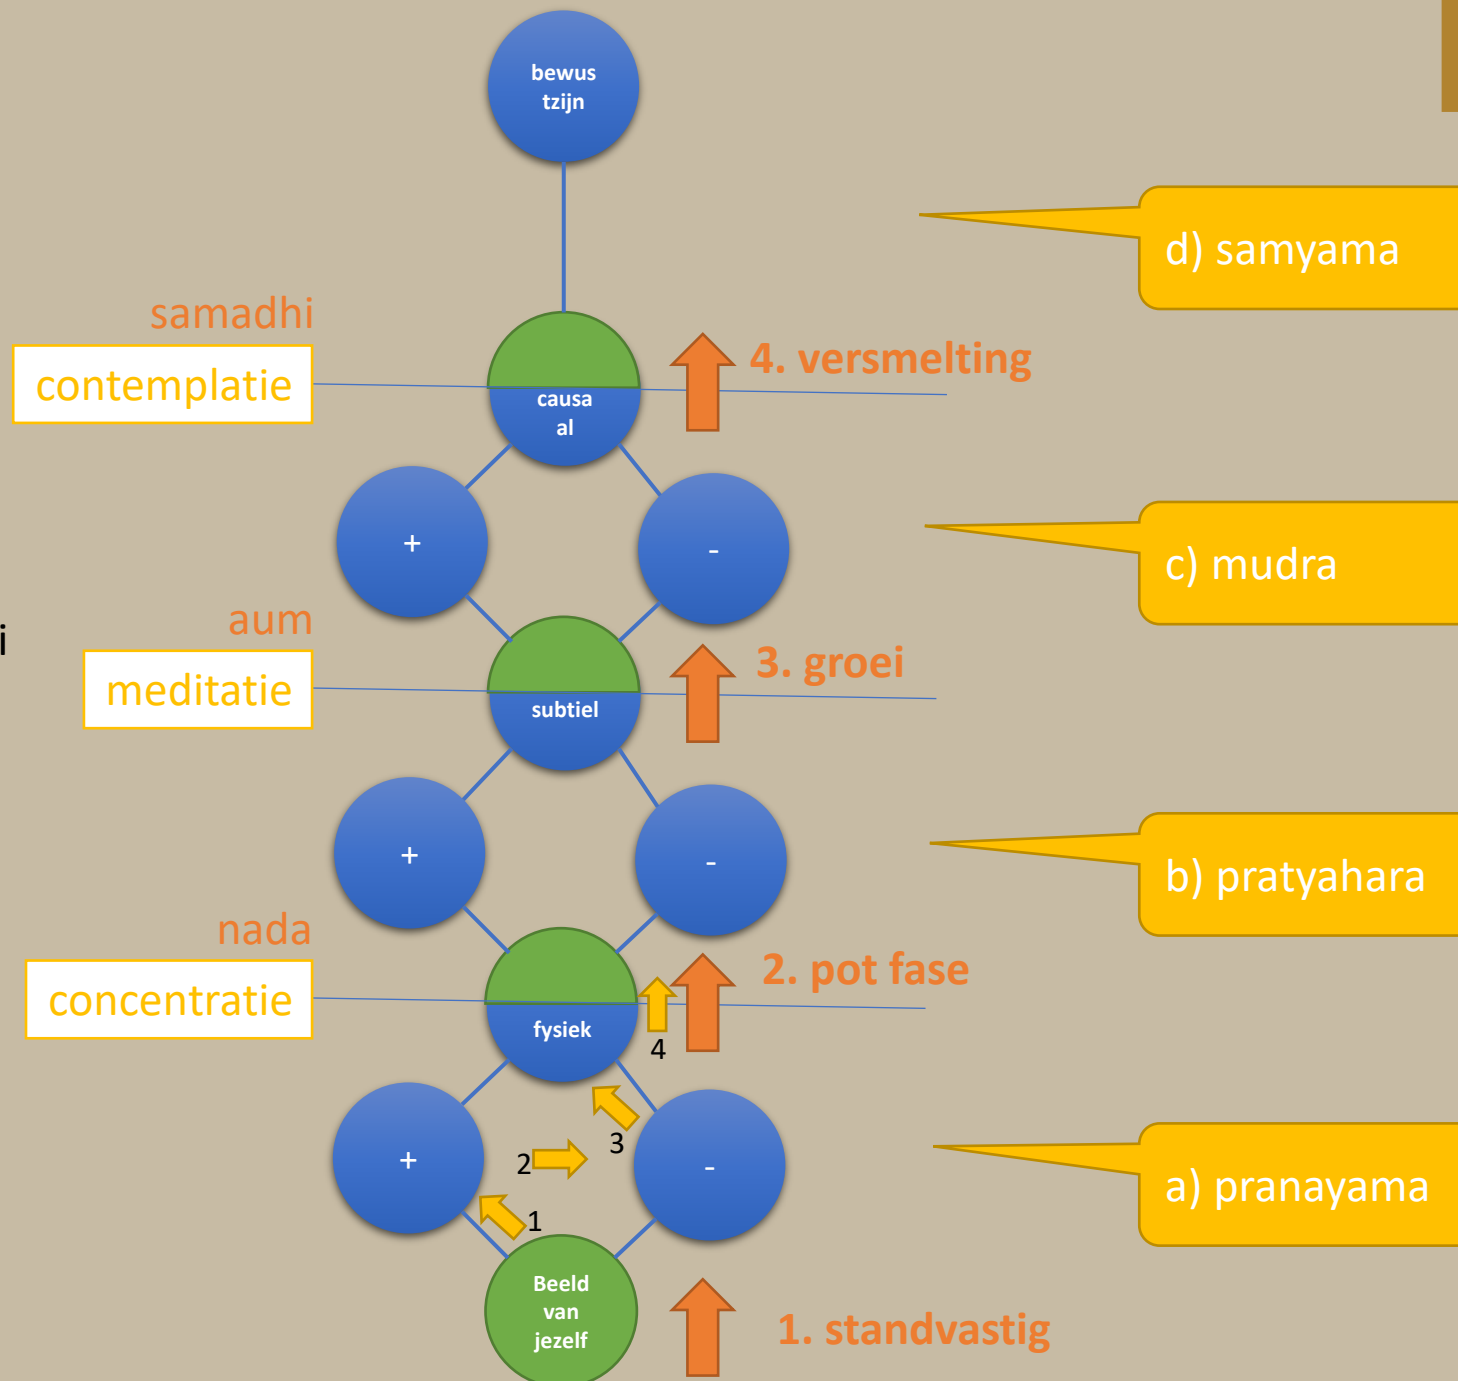 bewus
tzijn
d) samyama
samadhi
contemplatie
causa
al
4. versmelting
+
-
c) mudra
aum
i
meditatie
subtiel
3. groei
+
-
b) pratyahara
nada
concentratie
fysiek
2. pot fase
4
3
2
+
-
1
a) pranayama
Beeld
van
jezelf
1. standvastig